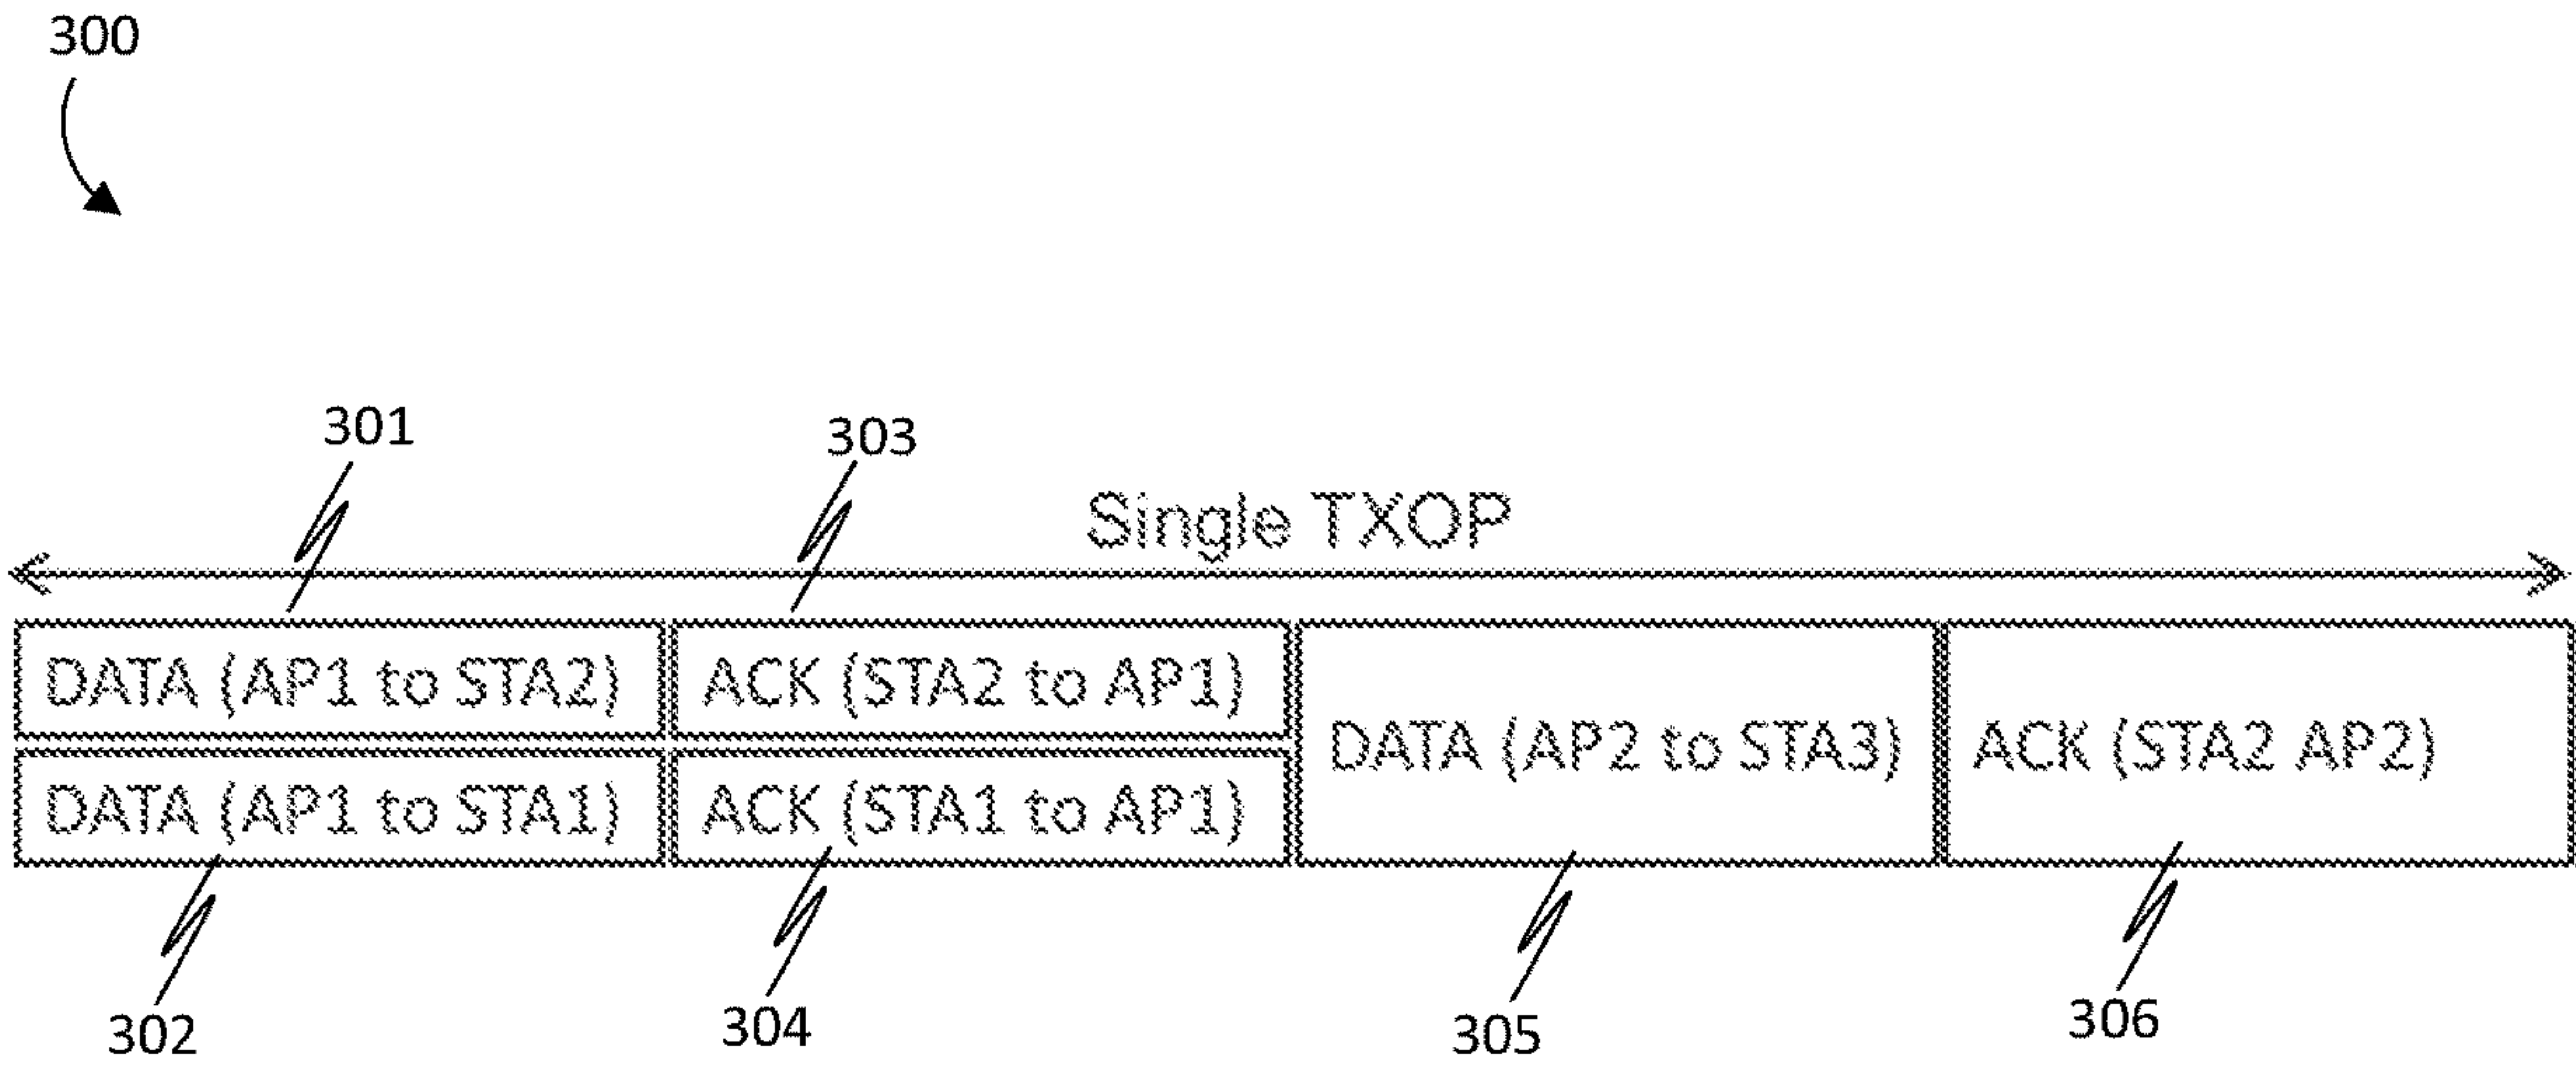 300
301
303
Single TXOP
DATA (AP1 to STA2)
ACK (STA2 to AP1)
DATA (AP2 to STA3)
ACK (STA2 AP2)
DATA (AP1 to STA1)
ACK (STA1 to AP1)
302
304
305
306